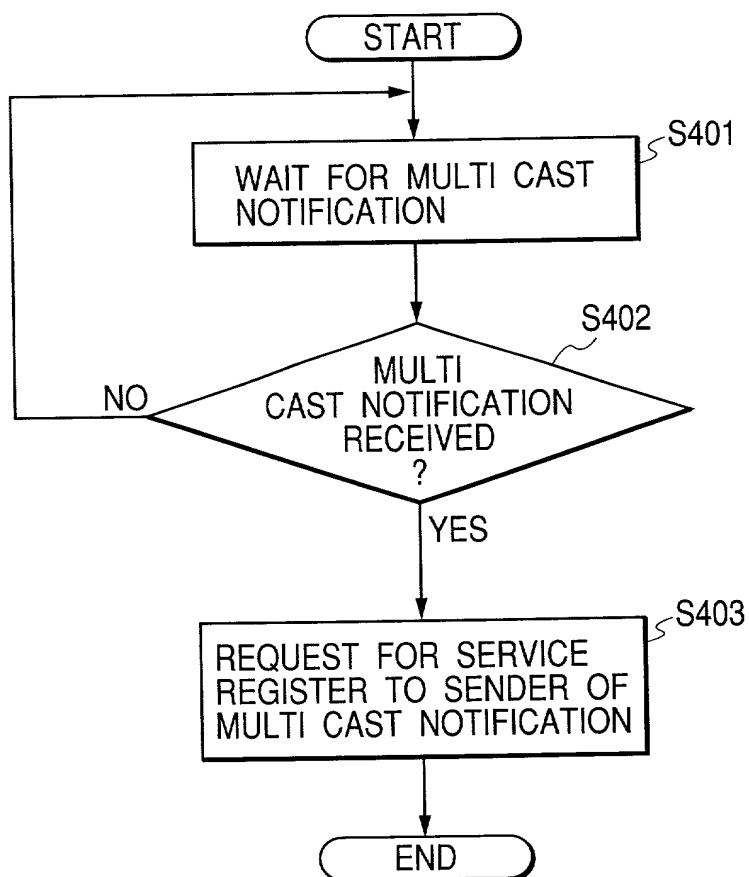 START
S401
WAIT FOR MULTI CAST
NOTIFICATION
S402
MULTI
CAST NOTIFICATION
RECEIVED
?
NO
YES
S403
REQUEST FOR SERVICE
REGISTER TO SENDER OF
MULTI CAST NOTIFICATION
END